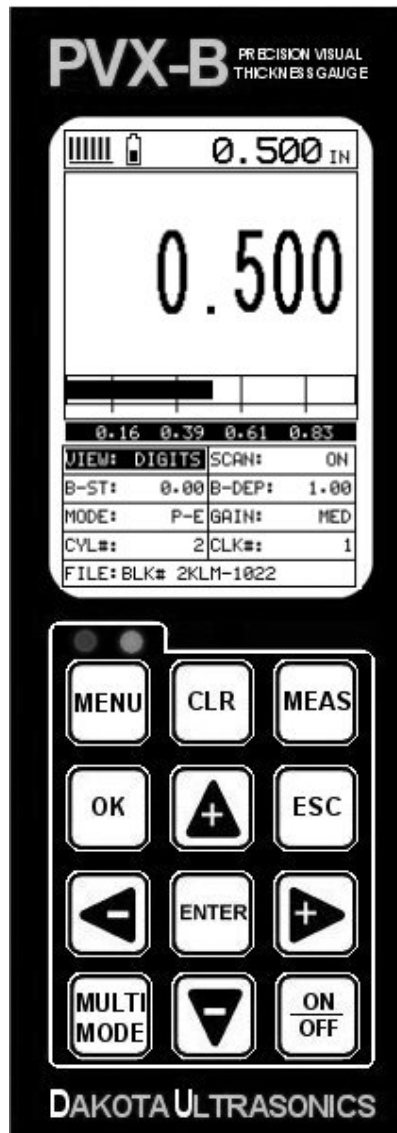 PVX-B PRECISION VISUAL
THICKNESS GAUGE
0.500 IN
0.500
0.16 0.39 0.61 0.83
VIEW: DIGITS SCAN: ON
B-ST: 0.00 B-DEP: 1.00
MODE: P-E GAIN: MED
CYL#: 2 CLK#: 1
FILE: BLK# 2KLM-1022
MENU CLR MEAS
OK + ESC
- ENTER +
MULTI MODE - ON OFF
DAKOTA ULTRASONICS